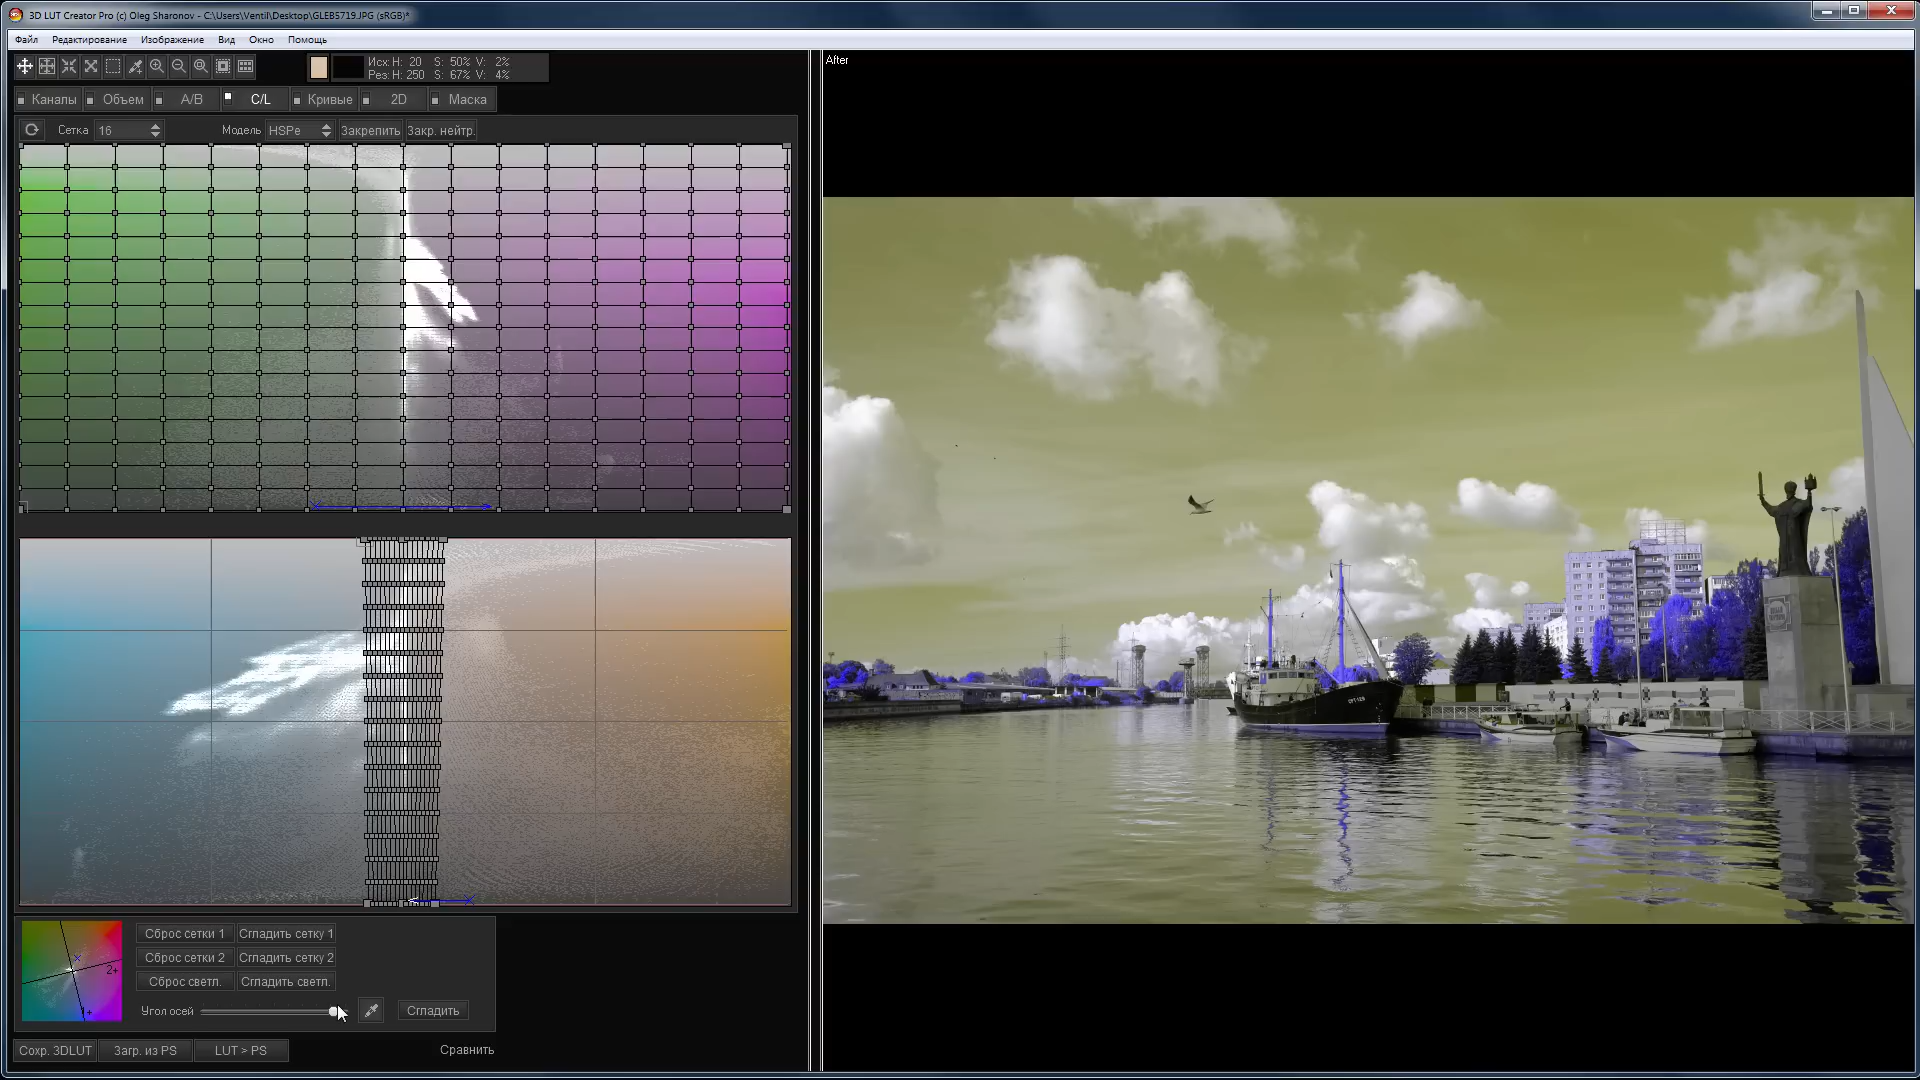 3D LUT Creator Pro (c) Oleg Sharonov - C:\Users\Ventil\Desktop\GLEB5719.JPG (sRGB)*
Файл Редактирование Изображение Вид Окно Помощь
Исх: H: 20 S: 50% V: 2%
Рез: H: 250 S: 67% V: 4%
After
Каналы Объем A/B C/L Кривые 2D Маска
Сетка 16 Модель HSPe Закрепить Закр. нейтр.
Сброс сетки 1 Сгладить сетку 1
Сброс сетки 2 Сгладить сетку 2
2+
Сброс светл. Сгладить светл.
1+
Угол осей Сгладить
Сохр. 3DLUT Загр. из PS LUT > PS Сравнить